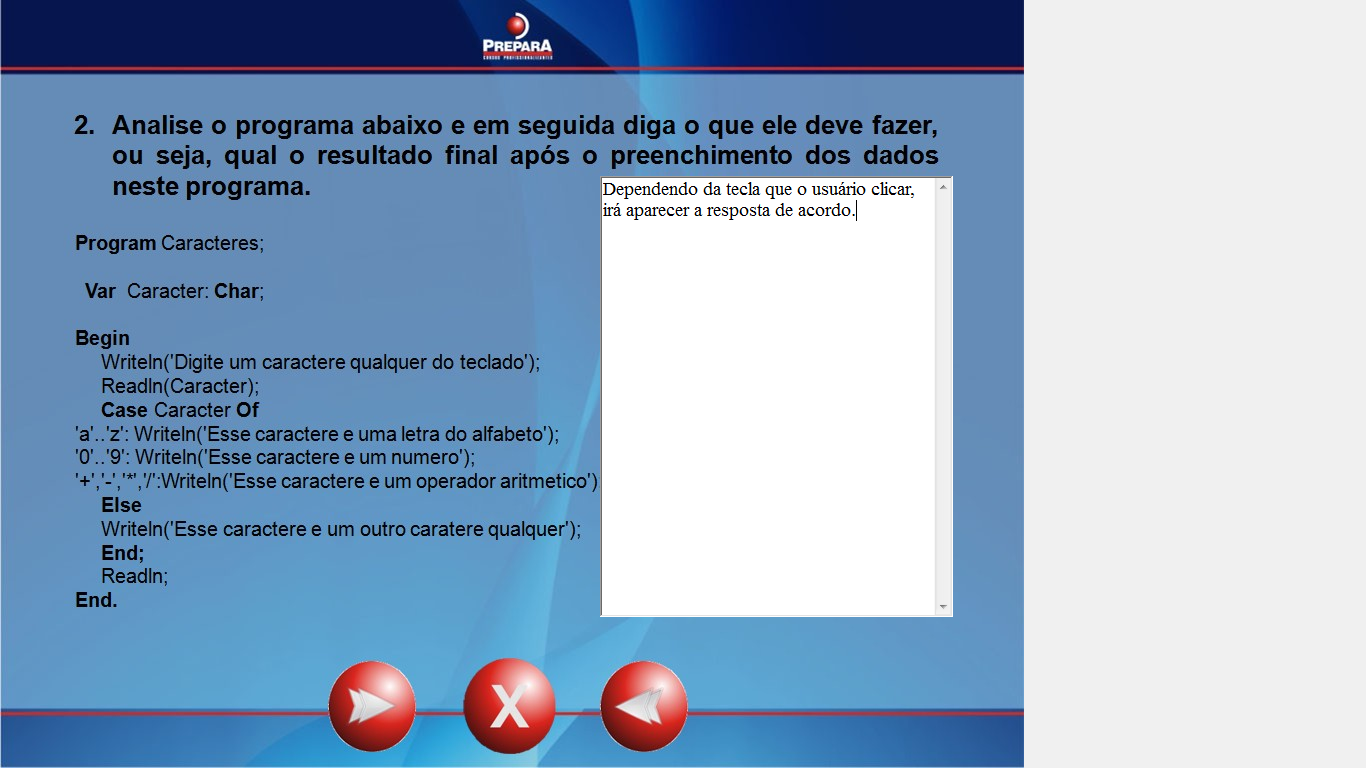 PREPARA
CURSOS PROFISSIONALIZANTES
2. Analise o programa abaixo e em seguida diga o que ele deve fazer,
ou seja, qual o resultado final após o preenchimento dos dados
neste programa.
Dependendo da tecla que o usuário clicar,
irá aparecer a resposta de acordo.
Program Caracteres;
Var Caracter: Char;
Begin
Writeln('Digite um caractere qualquer do teclado');
Readln(Caracter);
Case Caracter Of
'a'..'z': Writeln('Esse caractere e uma letra do alfabeto');
'0'..'9': Writeln('Esse caractere e um numero');
'+','-','*','/':Writeln('Esse caractere e um operador aritmetico')
Else
Writeln('Esse caractere e um outro caratere qualquer');
End;
Readln;
End.
X